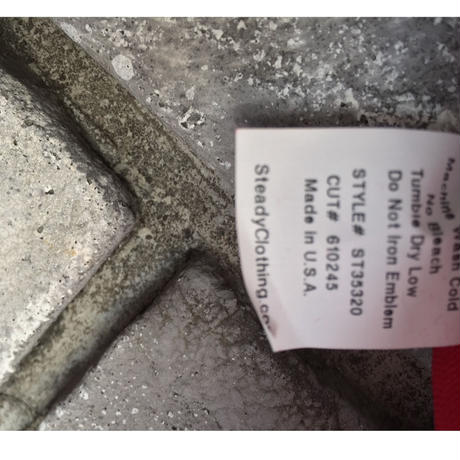 Machine Wash Cold
No Bleach
Tumble Dry Low
Do Not Iron Emblem
STYLE# ST35320
CUT# 610245
Made in U.S.A.
SteadyClothing.co